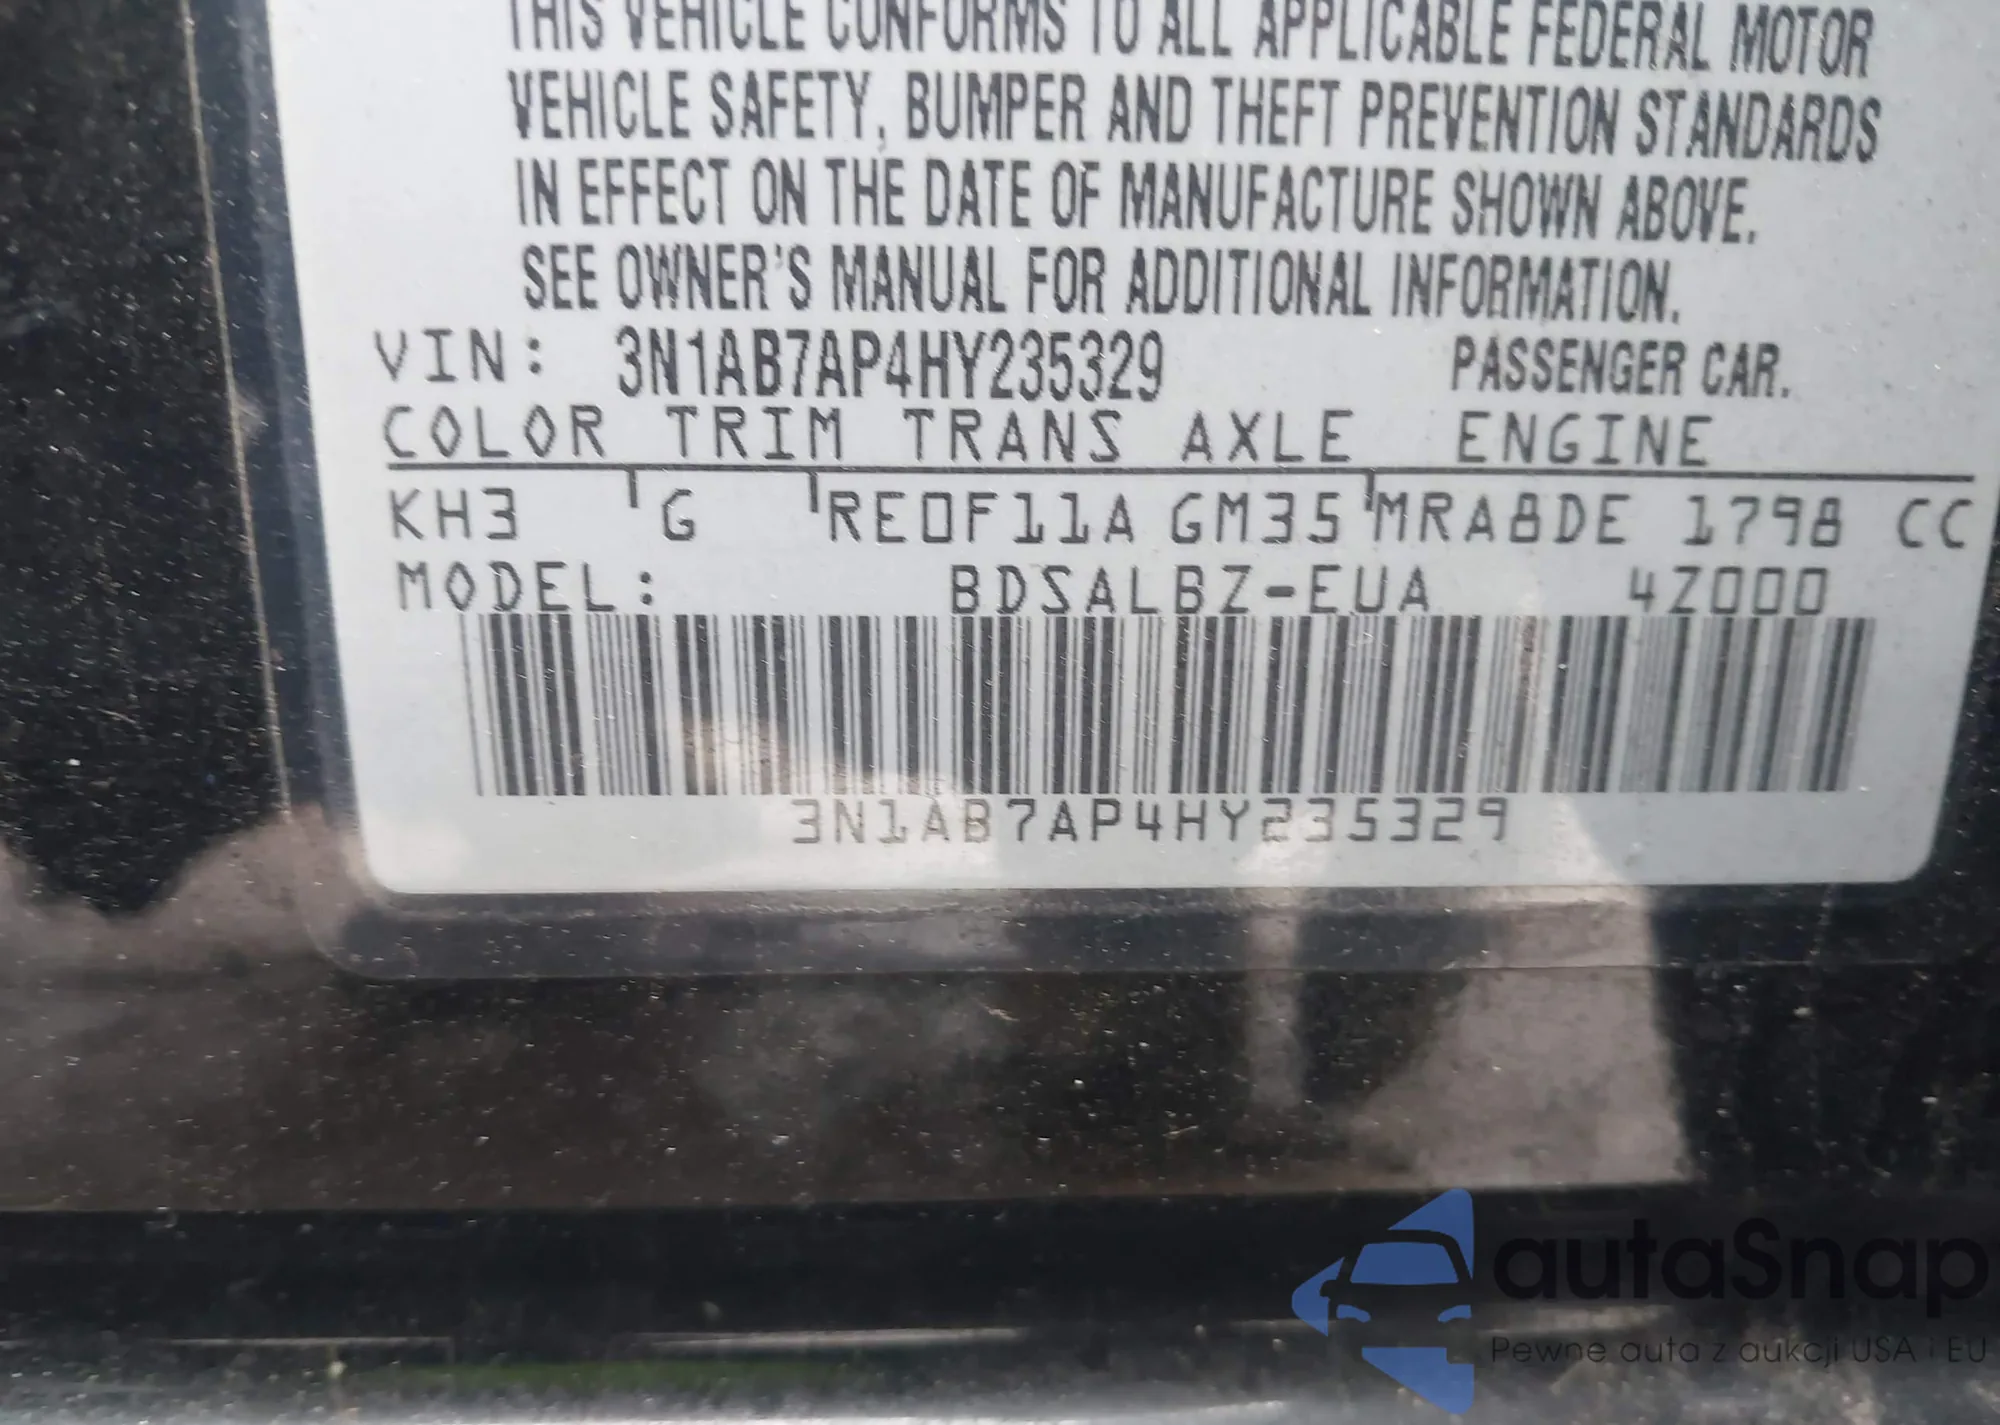 THIS VEHICLE CONFORMS TO ALL APPLICABLE FEDERAL MOTOR
VEHICLE SAFETY, BUMPER AND THEFT PREVENTION STANDARDS
IN EFFECT ON THE DATE OF MANUFACTURE SHOWN ABOVE.
SEE OWNER'S MANUAL FOR ADDITIONAL INFORMATION.
VIN: 3N1AB7AP4HY235329 PASSENGER CAR.
COLOR TRIM TRANS AXLE ENGINE
KH3 G RE0F11A GM35 MRA8DE 1798 CC
MODEL: BDSALBZ-EUA 4Z000
3N1AB7AP4HY235329
autaSnap
Pewne auta z aukcji USA i EU